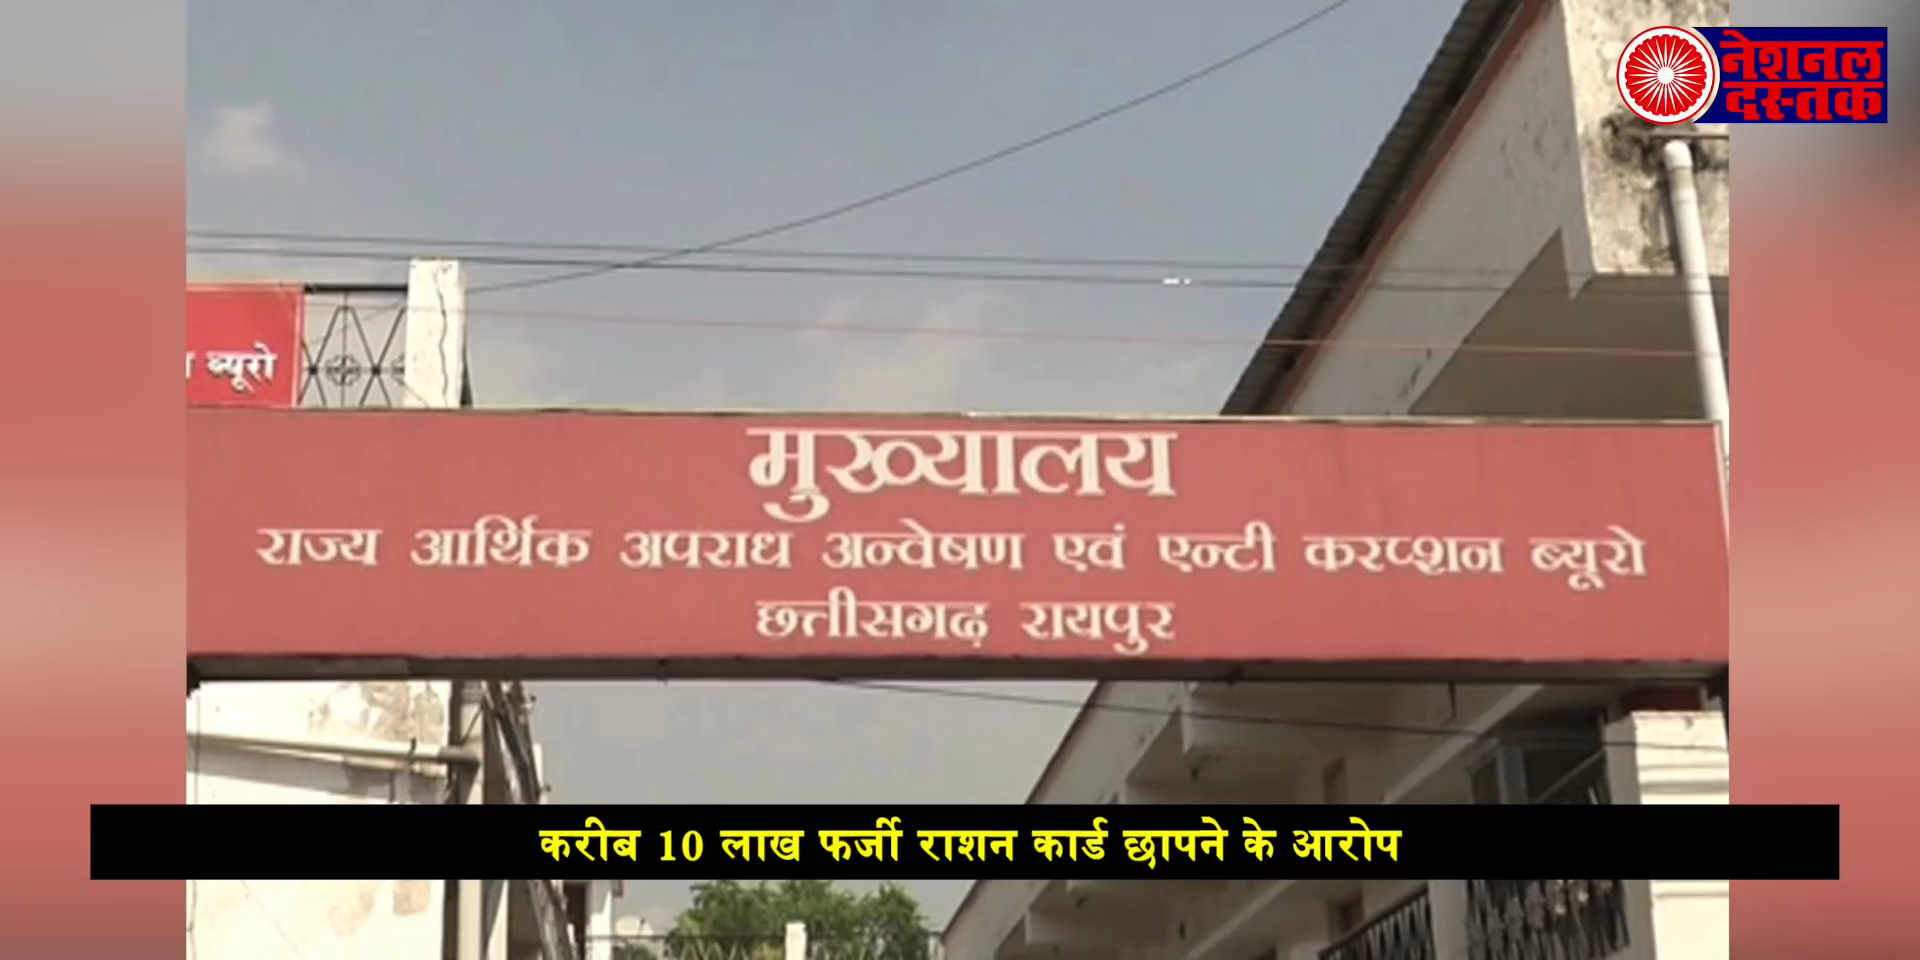 नेशनल
दस्तक
ब्यूरो
मुख्यालय
राज्य आर्थिक अपराध अन्वेषण एवं एन्टी करप्शन ब्यूरो
छत्तीसगढ़ रायपुर
करीब 10 लाख फर्जी राशन कार्ड छापने के आरोप